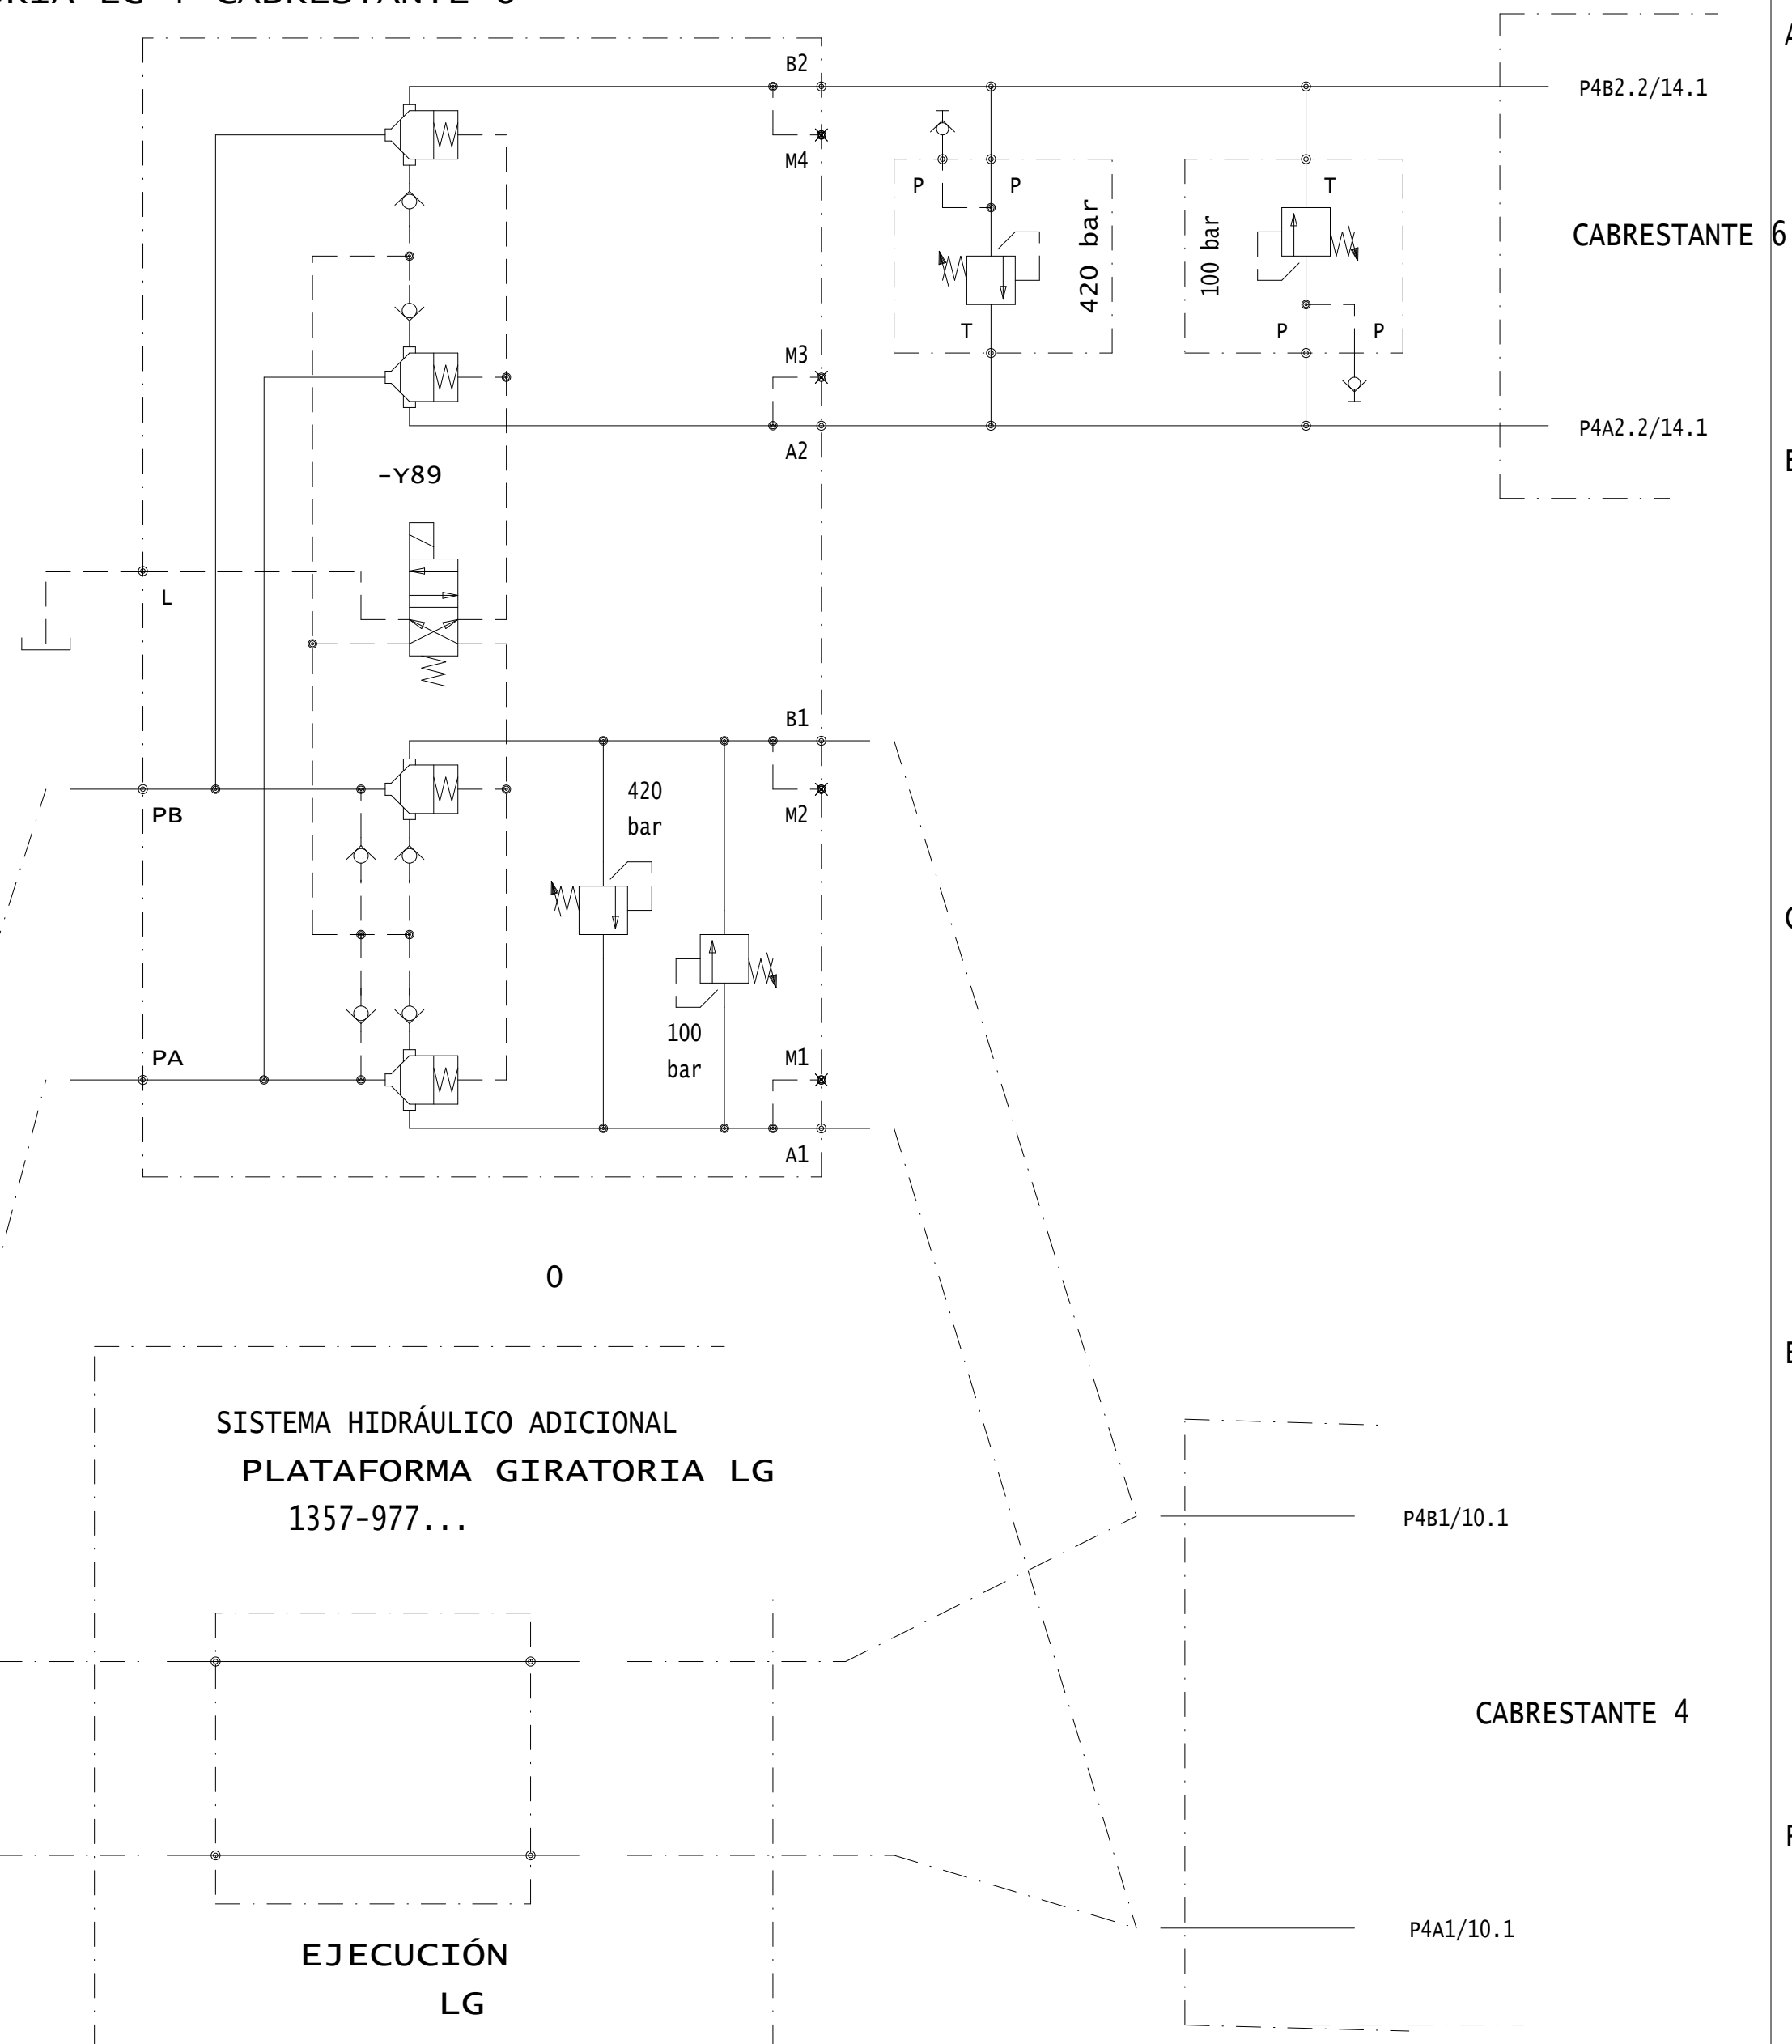 B2
P4B2.2/14.1
M4
P
P
T
420 bar
100 bar
CABRESTANTE 6
T
P
P
M3
A2
P4A2.2/14.1
-Y89
L
B1
420
bar
PB
M2
100
bar
PA
M1
A1
O
SISTEMA HIDRÁULICO ADICIONAL
PLATAFORMA GIRATORIA LG
1357-977...
P4B1/10.1
CABRESTANTE 4
P4A1/10.1
EJECUCIÓN
LG